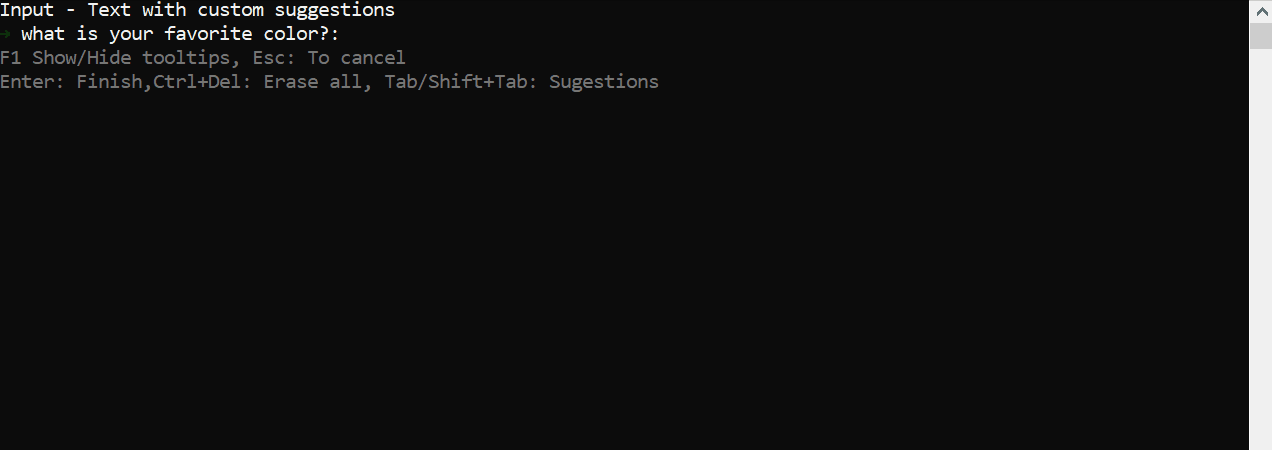 Input - Text with custom suggestions
➜ what is your favorite color?:
F1 Show/Hide tooltips, Esc: To cancel
Enter: Finish,Ctrl+Del: Erase all, Tab/Shift+Tab: Sugestions